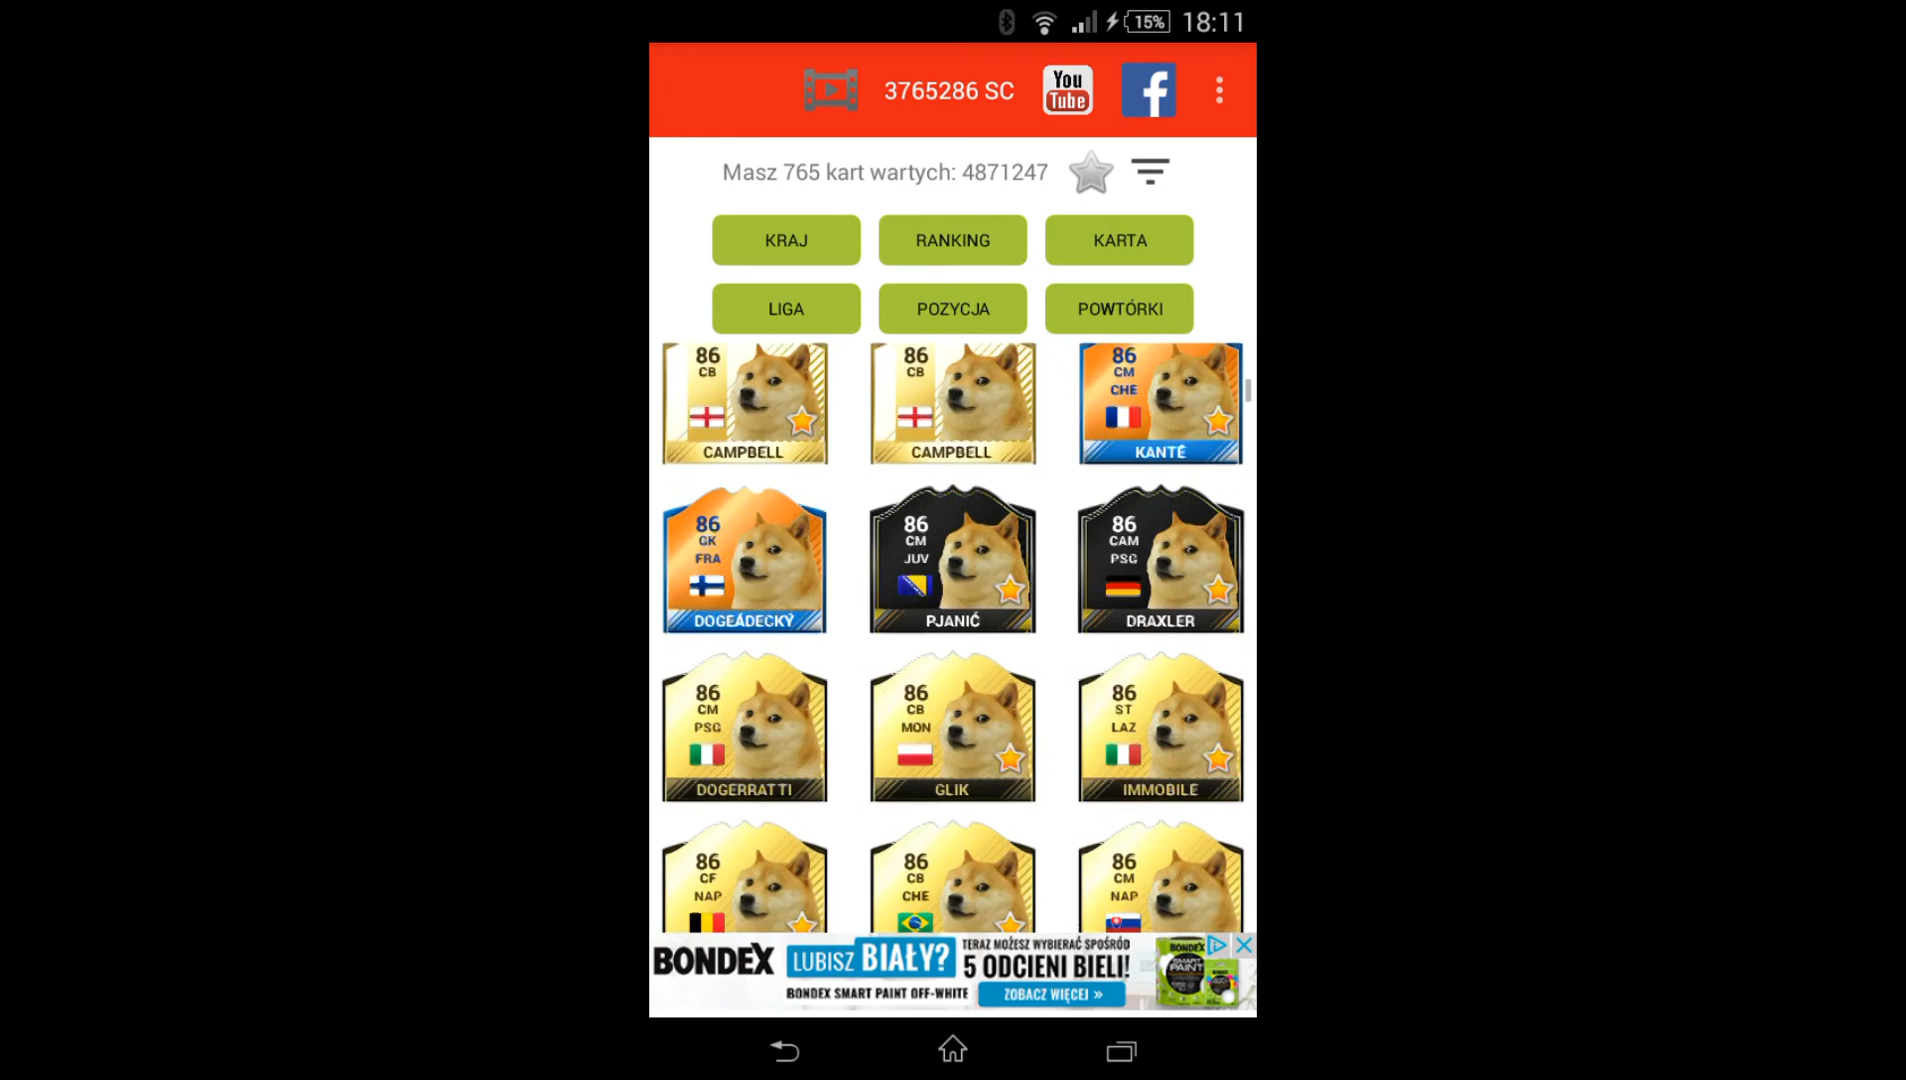 15% 18:11
3765286 SC You Tube f
Masz 765 kart wartych: 4871247
KRAJ RANKING KARTA
LIGA POZYCJA POWTÓRKI
86 86 86
CB CB CM
CHE
CAMPBELL CAMPBELL KANTÉ
86 86 86
GK CM CAM
FRA JUV PSG
DOGEÁDECKÝ PJANIĆ DRAXLER
86 86 86
CM CB ST
PSG MON LAZ
DOGERRATTI GLIK IMMOBILE
86 86 86
CF CB CM
NAP CHE NAP
BONDEX LUBISZ BIAŁY? TERAZ MOŻESZ WYBIERAĆ SPOŚRÓD
5 ODCIENI BIELI!
BONDEX SMART PAINT OFF-WHITE ZOBACZ WIĘCEJ »
BONDEX
SMART
PAINT